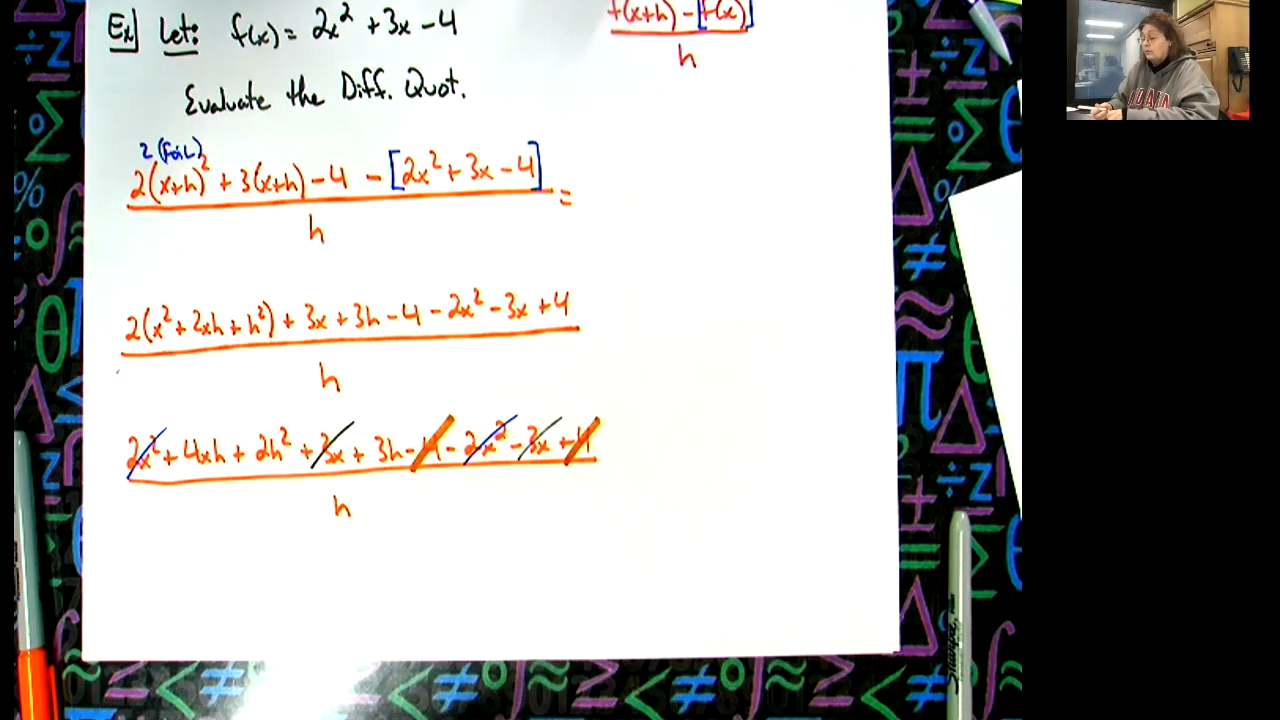 Ex] Let: f(x) = 2x² + 3x - 4
f(x+h) - [f(x)]
h
Evaluate the Diff. Quot.
2 (FOIL)
2(x+h)² + 3(x+h) - 4 - [2x² + 3x - 4] =
h
2(x² + 2xh + h²) + 3x + 3h - 4 - 2x² - 3x + 4
h
2x² + 4xh + 2h² + 3x + 3h - 4 - 2x² - 3x + 4
h
Sharpie